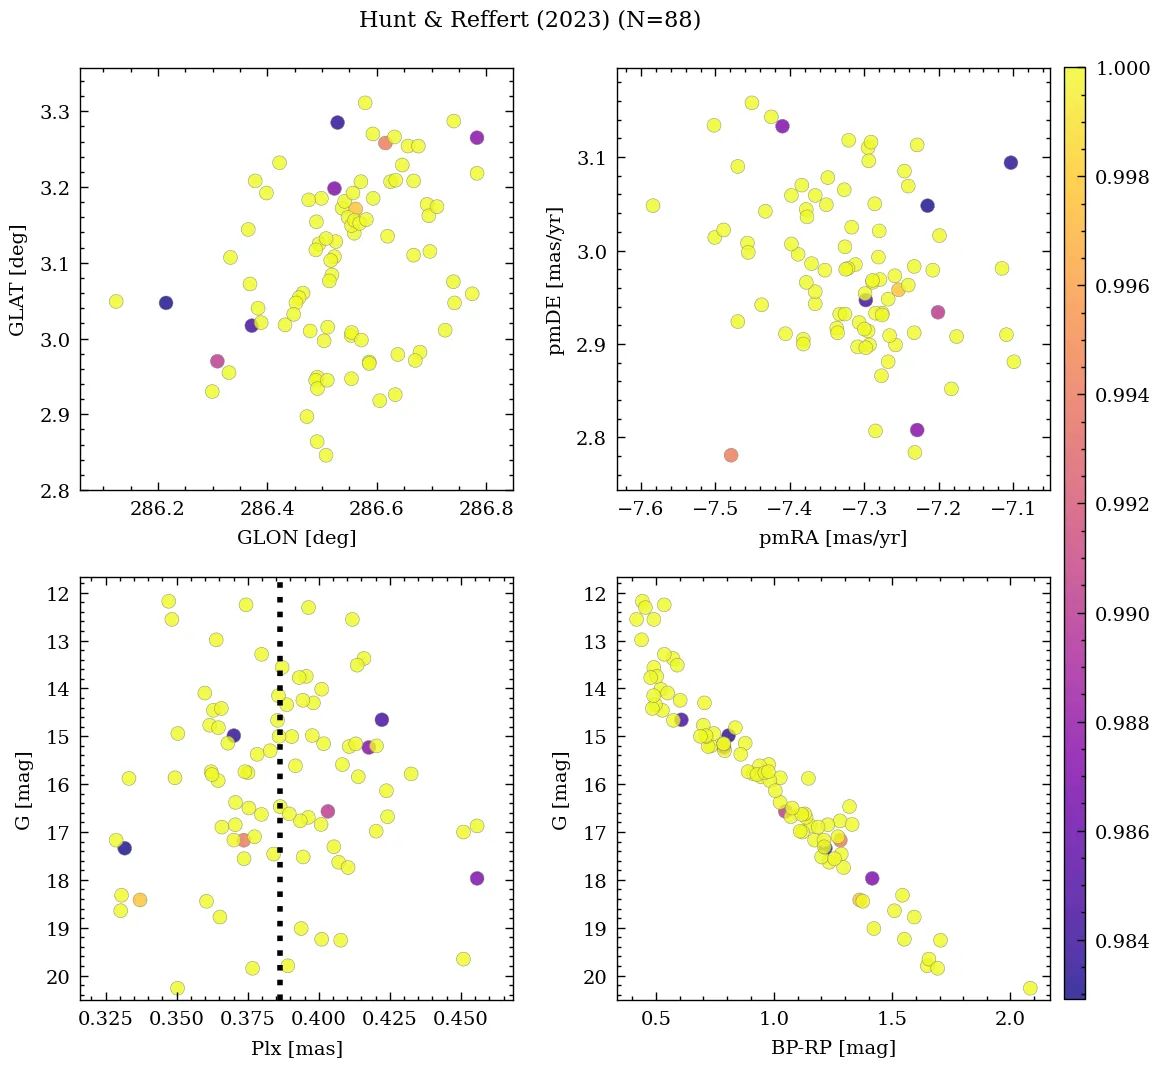 Hunt & Reffert (2023) (N=88)
3.3
3.2
3.1
3.0
2.9
2.8
GLAT [deg]
286.2 286.4 286.6 286.8
GLON [deg]
3.1
3.0
2.9
2.8
pmDE [mas/yr]
−7.6 −7.5 −7.4 −7.3 −7.2 −7.1
pmRA [mas/yr]
12
13
14
15
16
17
18
19
20
G [mag]
0.325 0.350 0.375 0.400 0.425 0.450
Plx [mas]
12
13
14
15
16
17
18
19
20
G [mag]
0.5 1.0 1.5 2.0
BP-RP [mag]
1.000
0.998
0.996
0.994
0.992
0.990
0.988
0.986
0.984